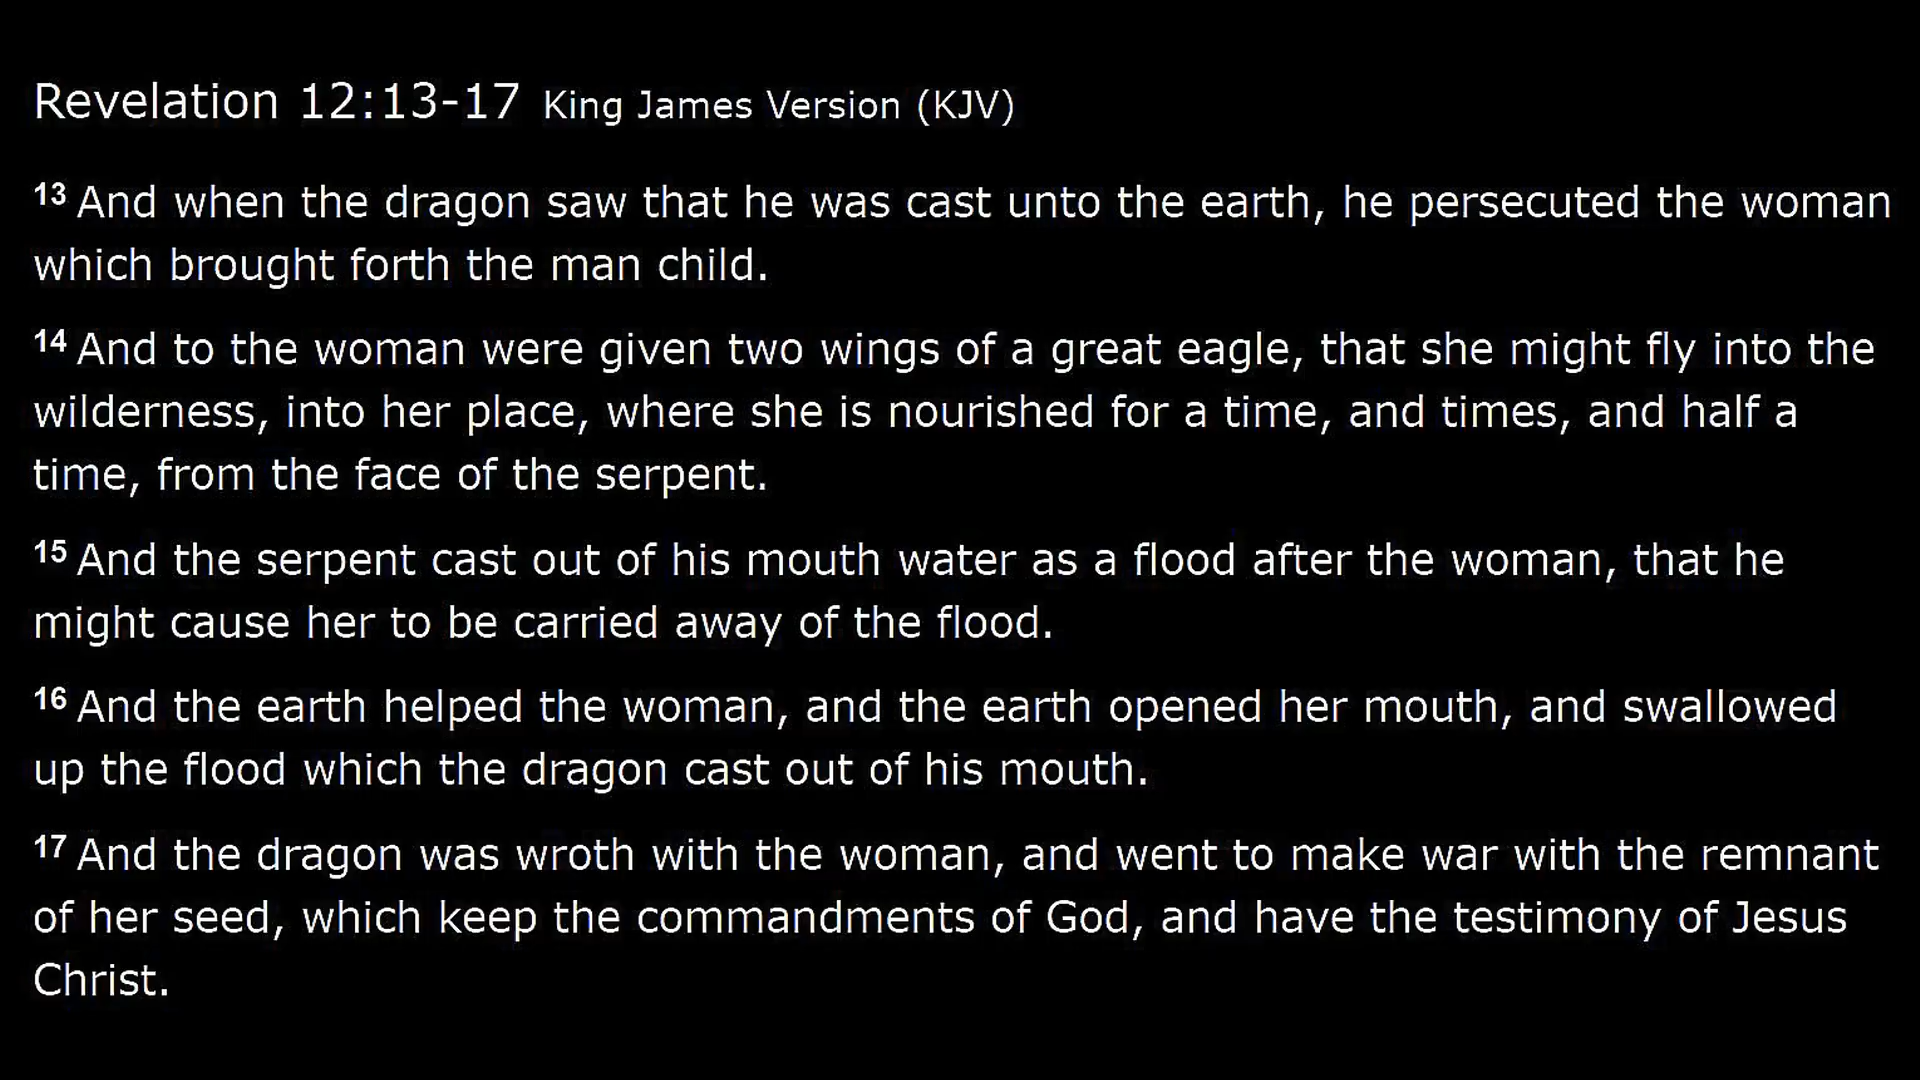 Revelation 12:13-17 King James Version (KJV)
13 And when the dragon saw that he was cast unto the earth, he persecuted the woman
which brought forth the man child.
14 And to the woman were given two wings of a great eagle, that she might fly into the
wilderness, into her place, where she is nourished for a time, and times, and half a
time, from the face of the serpent.
15 And the serpent cast out of his mouth water as a flood after the woman, that he
might cause her to be carried away of the flood.
16 And the earth helped the woman, and the earth opened her mouth, and swallowed
up the flood which the dragon cast out of his mouth.
17 And the dragon was wroth with the woman, and went to make war with the remnant
of her seed, which keep the commandments of God, and have the testimony of Jesus
Christ.